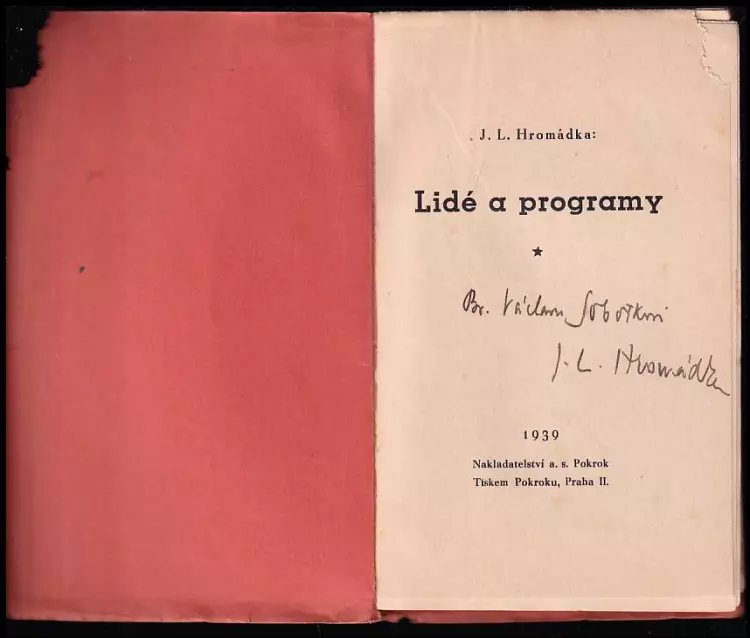 J. L. Hromádka:
Lidé a programy
Br. Václavu Sobotkovi
J. L. Hromádka
1939
Nakladatelství a. s. Pokrok
Tiskem Pokroku, Praha II.